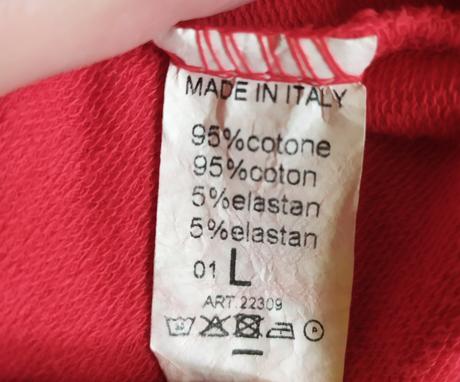 MADE IN ITALY
95%cotone
95%coton
5%elastan
5%elastan
01 L
ART.22309